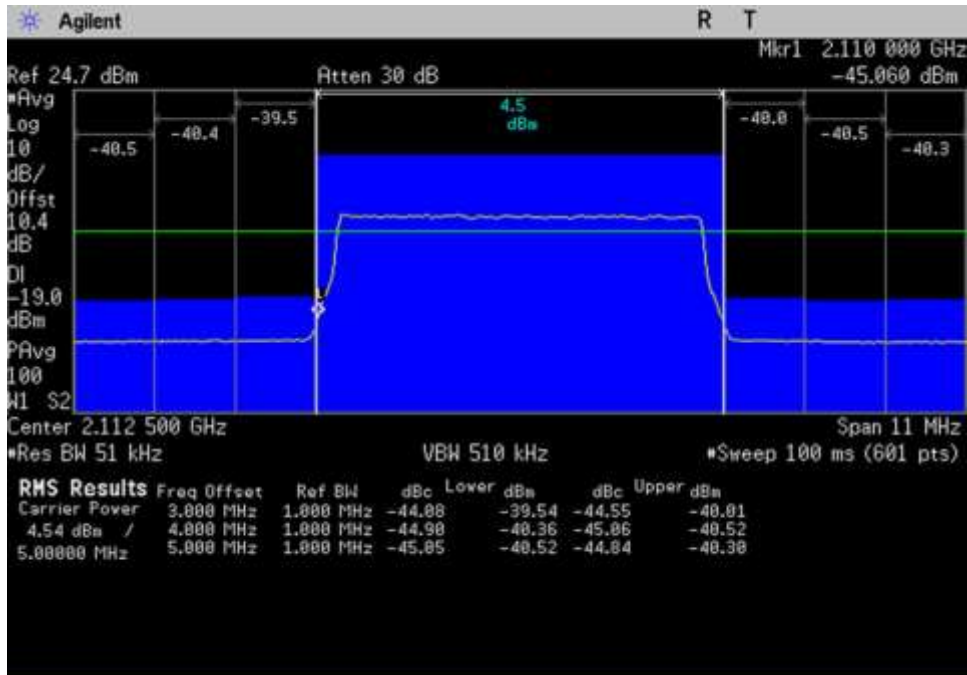 Agilent R T
Mkr1 2.110 000 GHz
Ref 24.7 dBm Atten 30 dB -45.060 dBm
#Avg
Log
10
dB/
Offst
10.4
dB
DI
-19.0
dBm
PAvg
100
W1 S2
4.5
dBm
-40.5 -40.4 -39.5 -40.0 -40.5 -40.3
Center 2.112 500 GHz Span 11 MHz
#Res BW 51 kHz VBW 510 kHz #Sweep 100 ms (601 pts)
RMS Results Freq Offset Ref BW dBc Lower dBm dBc Upper dBm
Carrier Power 3.000 MHz 1.000 MHz -44.08 -39.54 -44.55 -40.01
4.54 dBm / 4.000 MHz 1.000 MHz -44.90 -40.36 -45.06 -40.52
5.00000 MHz 5.000 MHz 1.000 MHz -45.05 -40.52 -44.84 -40.30